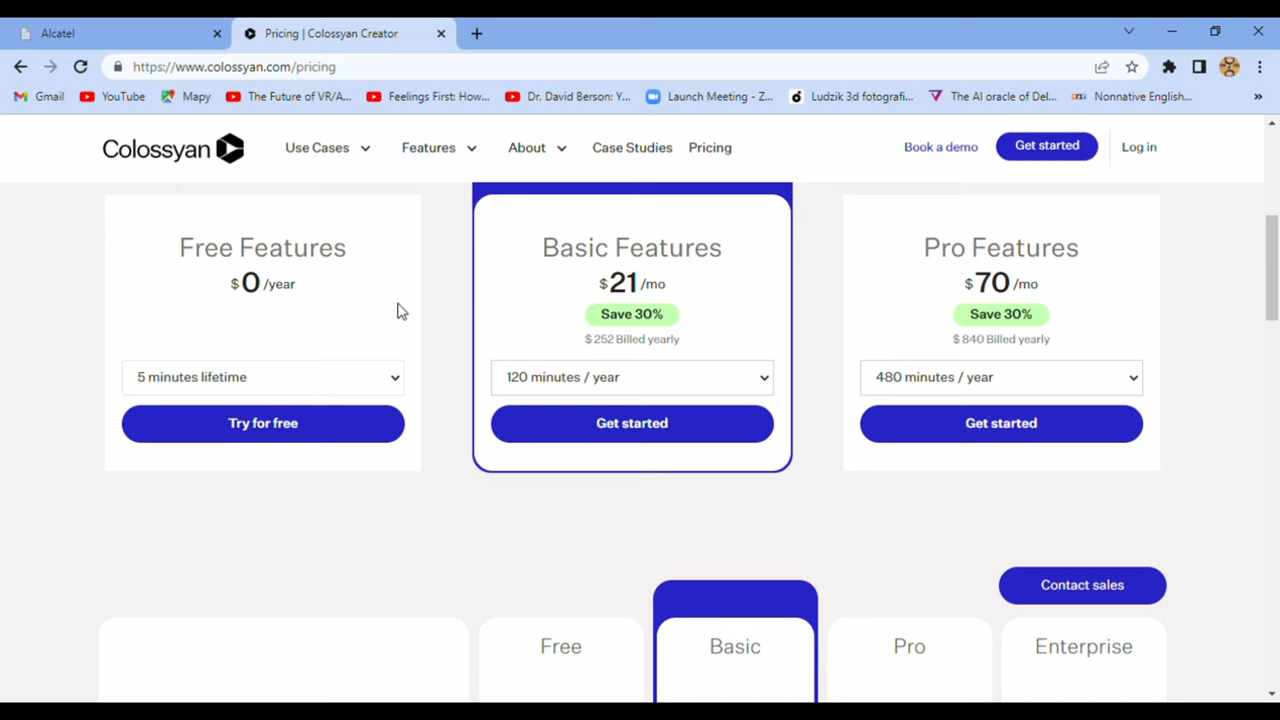 Alcatel
Pricing | Colossyan Creator
https://www.colossyan.com/pricing
Gmail
YouTube
Mapy
The Future of VR/A...
Feelings First: How...
Dr. David Berson: Y...
Launch Meeting - Z...
Ludzik 3d fotografi...
The AI oracle of Del...
Nonnative English...
Colossyan
Use Cases
Features
About
Case Studies
Pricing
Book a demo
Get started
Log in
Free Features
$ 0 /year
5 minutes lifetime
Try for free
Basic Features
$ 21 /mo
Save 30%
$ 252 Billed yearly
120 minutes / year
Get started
Pro Features
$ 70 /mo
Save 30%
$ 840 Billed yearly
480 minutes / year
Get started
Contact sales
Free
Basic
Pro
Enterprise